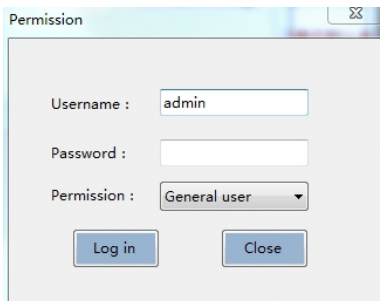 Permission
Username :
admin
Password :
Permission :
General user
Log in
Close